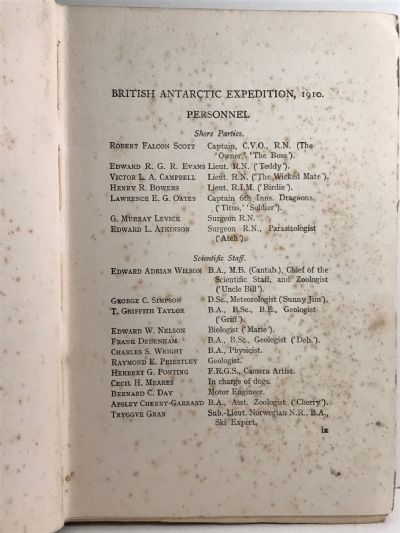 BRITISH ANTARCTIC EXPEDITION, 1910.
PERSONNEL
Shore Parties.
ROBERT FALCON SCOTT Captain, C.V.O., R.N. (The
'Owner,' 'The Boss').
EDWARD R. G. R. EVANS Lieut. R.N. ('Teddy').
VICTOR L. A. CAMPBELL Lieut. R.N. ('The Wicked Mate').
HENRY R. BOWERS Lieut. R.I.M. ('Birdie').
LAWRENCE E. G. OATES Captain 6th Inns. Dragoons
('Titus,' 'Soldier').
G. MURRAY LEVICK Surgeon R.N.
EDWARD L. ATKINSON Surgeon R.N., Parasitologist
('Atch').
Scientific Staff.
EDWARD ADRIAN WILSON B.A., M.B. (Cantab.), Chief of the
Scientific Staff, and Zoologist
('Uncle Bill').
GEORGE C. SIMPSON D.Sc., Meteorologist ('Sunny Jim').
T. GRIFFITH TAYLOR B.A., B.Sc., B.E., Geologist
('Griff').
EDWARD W. NELSON Biologist ('Marie').
FRANK DEBENHAM B.A., B.Sc., Geologist ('Deb.').
CHARLES S. WRIGHT B.A., Physicist.
RAYMOND E. PRIESTLEY Geologist.
HERBERT G. PONTING F.R.G.S., Camera Artist.
CECIL H. MEARES In charge of dogs.
BERNARD C. DAY Motor Engineer.
APSLEY CHERRY-GARRARD B.A., Asst. Zoologist ('Cherry').
TRYGGVE GRAN Sub.-Lieut. Norwegian N.R., B.A.,
Ski Expert.
ix